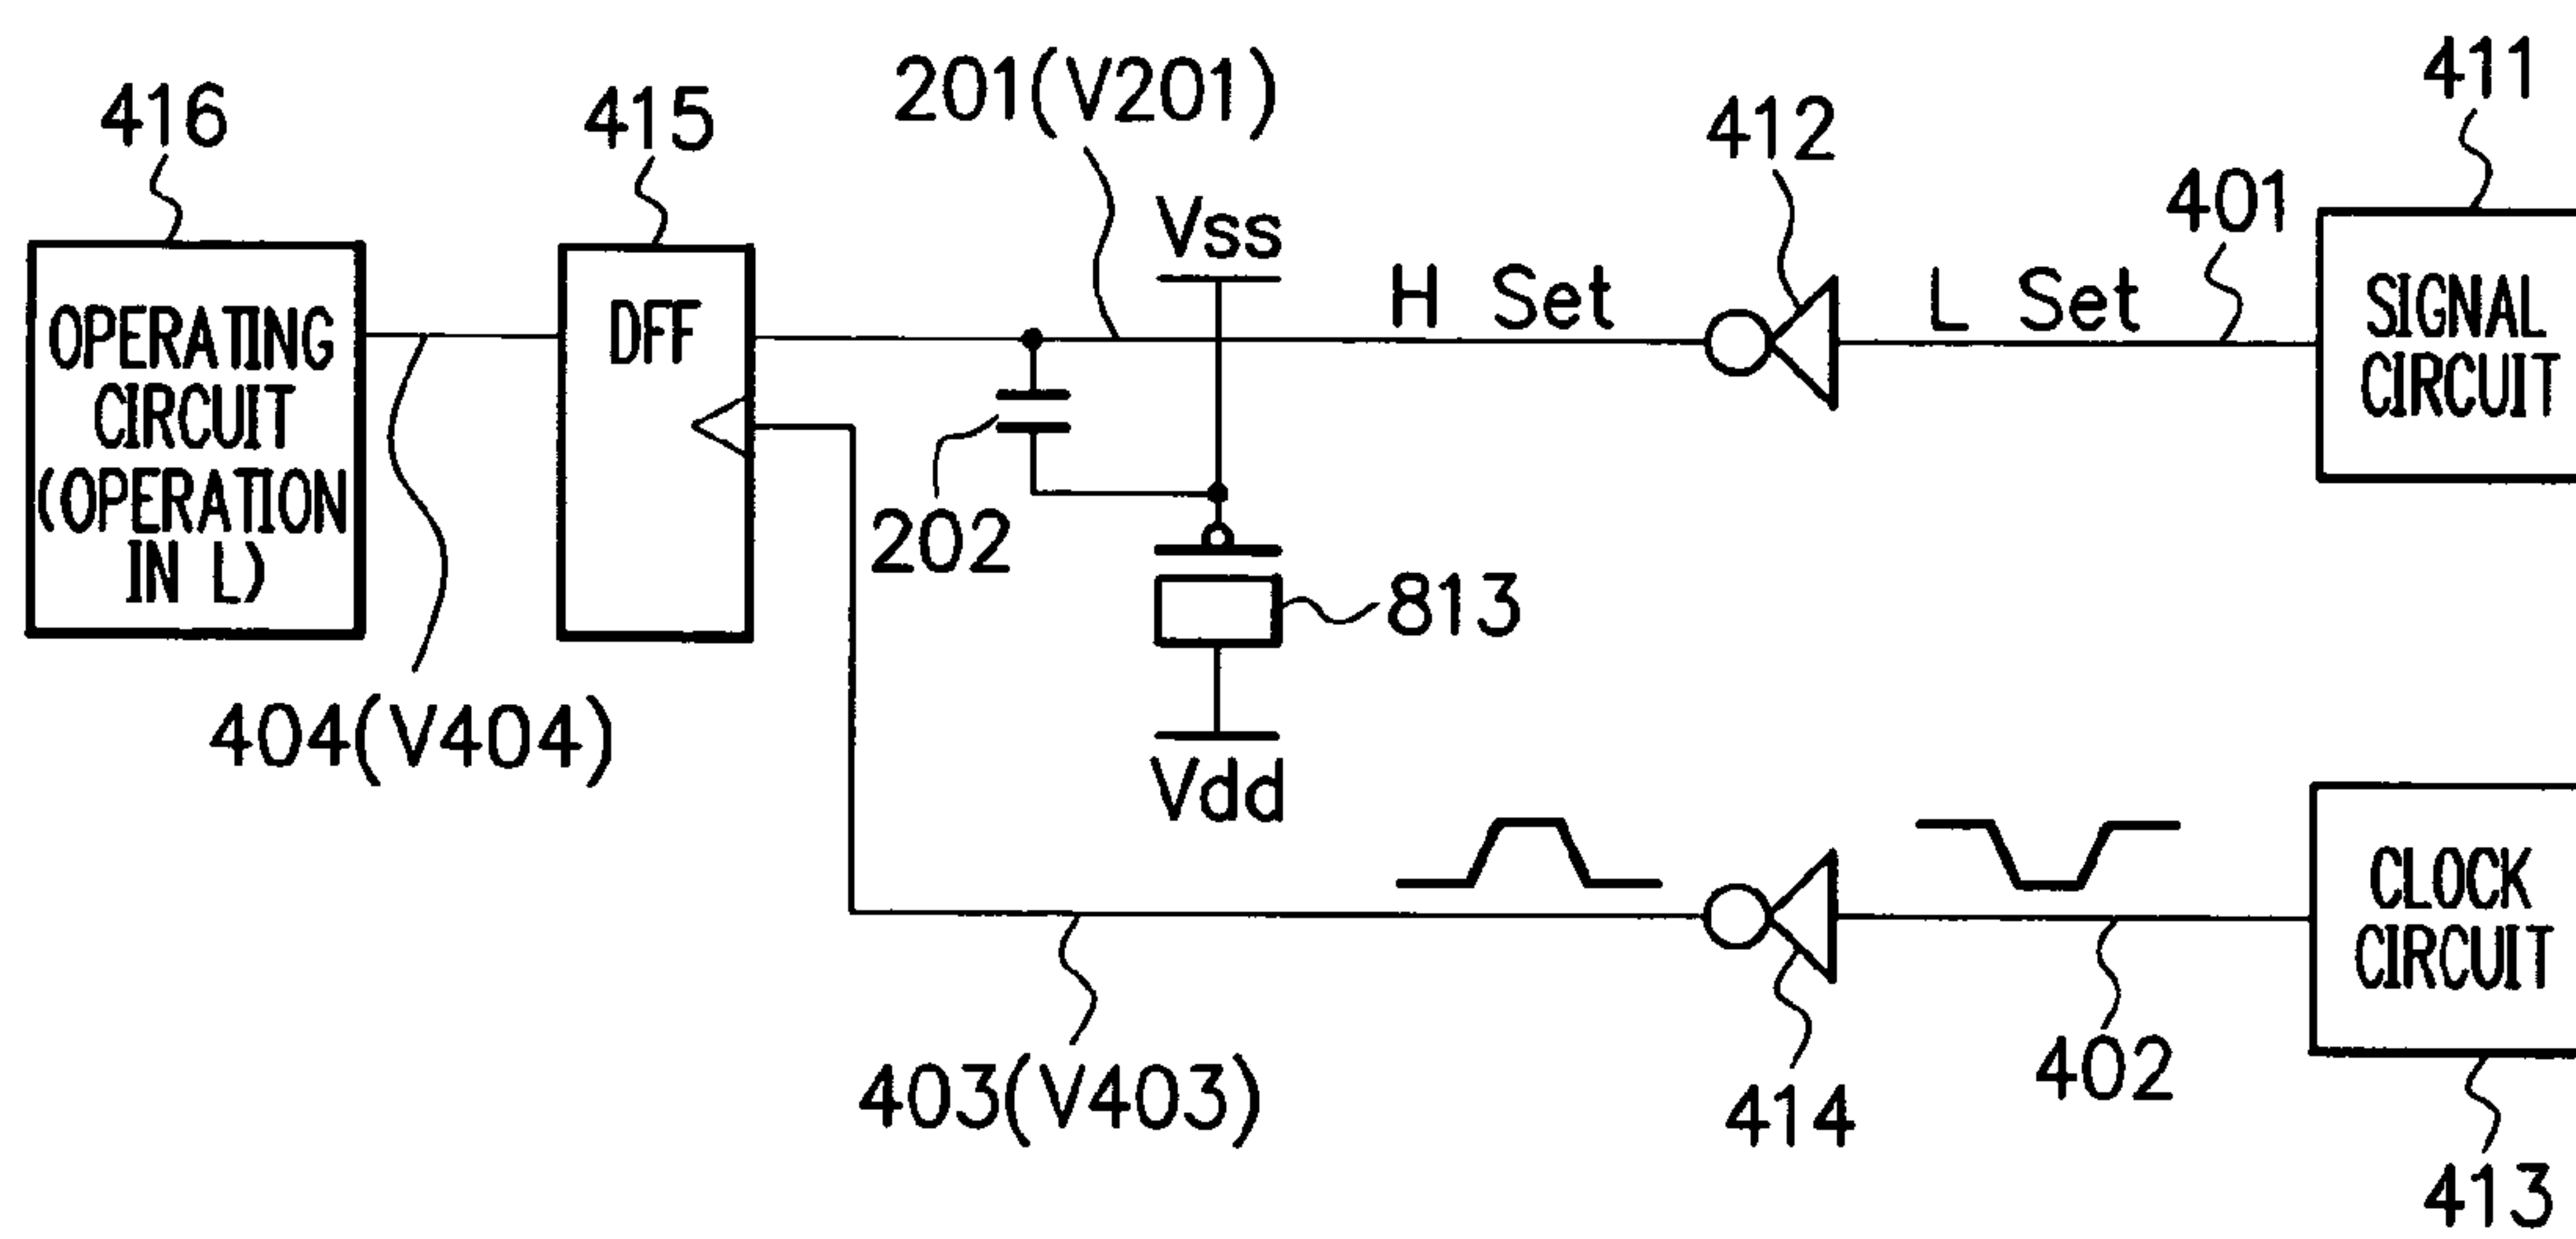 416
415
201(V201)
412
411
401
Vss
H Set
L Set
SIGNAL
CIRCUIT
OPERATING
CIRCUIT
(OPERATION
IN L)
DFF
202
813
404(V404)
Vdd
CLOCK
CIRCUIT
403(V403)
414
402
413